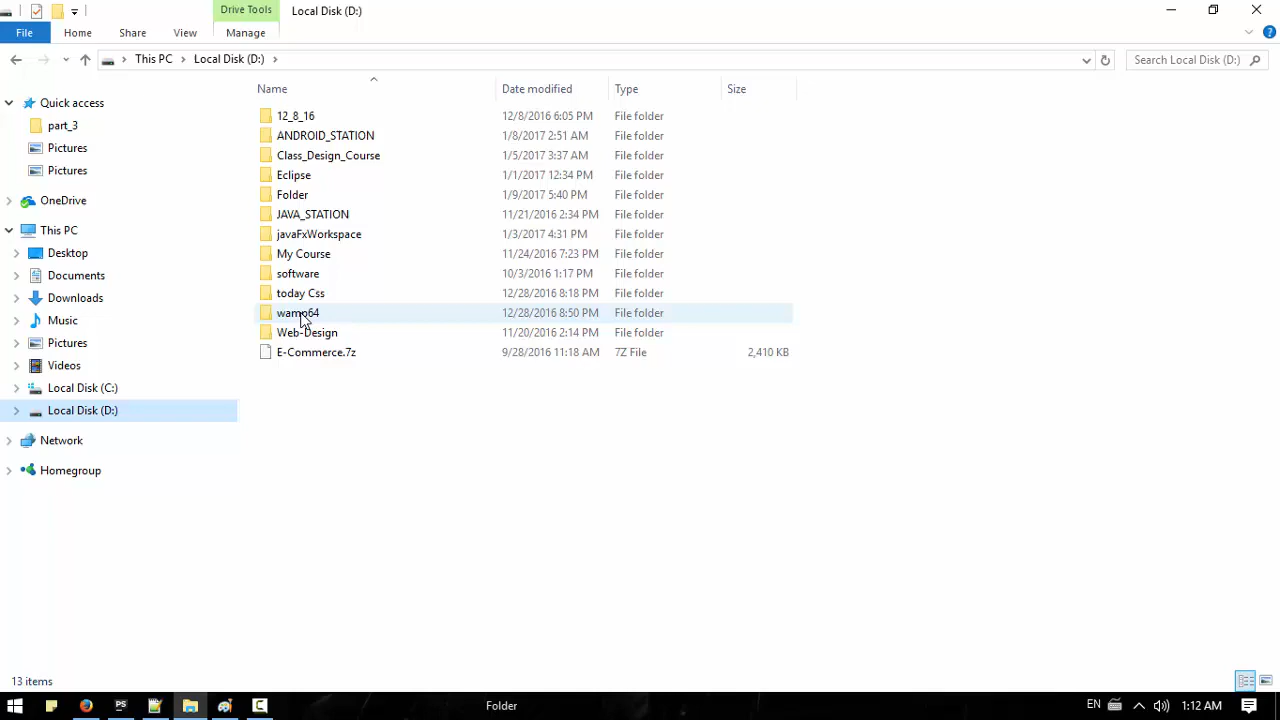 Drive Tools
Local Disk (D:)
File
Home
Share
View
Manage
This PC
Local Disk (D:)
Search Local Disk (D:)
Quick access
part_3
Pictures
Pictures
OneDrive
This PC
Desktop
Documents
Downloads
Music
Pictures
Videos
Local Disk (C:)
Local Disk (D:)
Network
Homegroup
Name Date modified Type Size
12_8_16 12/8/2016 6:05 PM File folder
ANDROID_STATION 1/8/2017 2:51 AM File folder
Class_Design_Course 1/5/2017 3:37 AM File folder
Eclipse 1/1/2017 12:34 PM File folder
Folder 1/9/2017 5:40 PM File folder
JAVA_STATION 11/21/2016 2:34 PM File folder
javaFxWorkspace 1/3/2017 4:31 PM File folder
My Course 11/24/2016 7:23 PM File folder
software 10/3/2016 1:17 PM File folder
today Css 12/28/2016 8:18 PM File folder
wamp64 12/28/2016 8:50 PM File folder
Web-Design 11/20/2016 2:14 PM File folder
E-Commerce.7z 9/28/2016 11:18 AM 7Z File 2,410 KB
13 items
PS
C
Folder
EN
1:12 AM